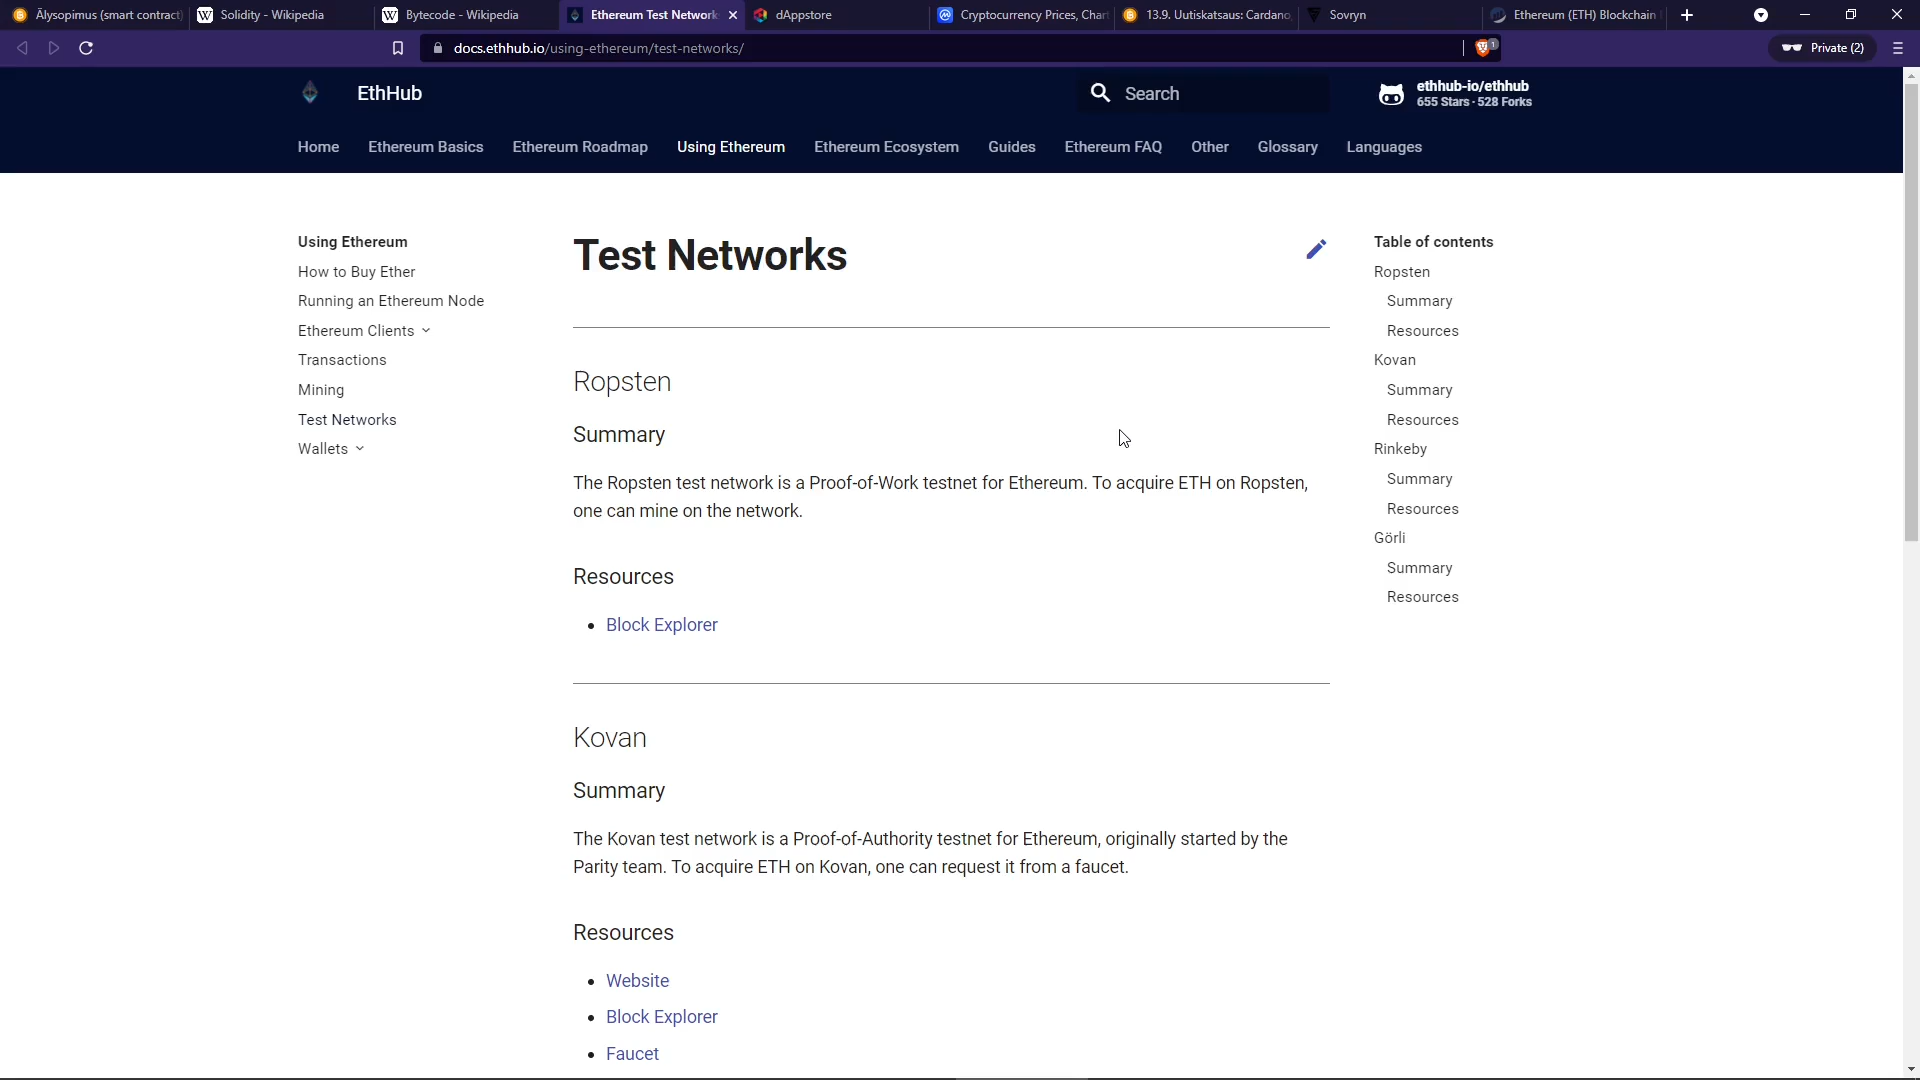 Älysopimus (smart contract)
Solidity - Wikipedia
Bytecode - Wikipedia
Ethereum Test Network
dAppstore
Cryptocurrency Prices, Chart
13.9. Uutiskatsaus: Cardano,
Sovryn
Ethereum (ETH) Blockchain
docs.ethhub.io/using-ethereum/test-networks/
1
Private (2)
EthHub
Search
ethhub-io/ethhub
655 Stars · 528 Forks
Home
Ethereum Basics
Ethereum Roadmap
Using Ethereum
Ethereum Ecosystem
Guides
Ethereum FAQ
Other
Glossary
Languages
Using Ethereum
How to Buy Ether
Running an Ethereum Node
Ethereum Clients
Transactions
Mining
Test Networks
Wallets
Test Networks
Ropsten
Summary
The Ropsten test network is a Proof-of-Work testnet for Ethereum. To acquire ETH on Ropsten,
one can mine on the network.
Resources
Block Explorer
Kovan
Summary
The Kovan test network is a Proof-of-Authority testnet for Ethereum, originally started by the
Parity team. To acquire ETH on Kovan, one can request it from a faucet.
Resources
Website
Block Explorer
Faucet
Table of contents
Ropsten
Summary
Resources
Kovan
Summary
Resources
Rinkeby
Summary
Resources
Görli
Summary
Resources